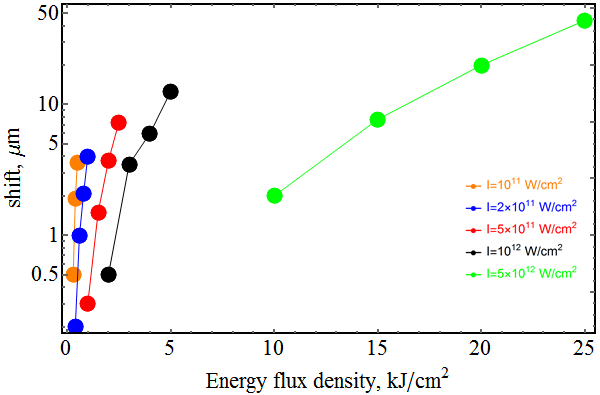 50
10
5
1
0.5
shift, μm
I=10¹¹ W/cm²
I=2×10¹¹ W/cm²
I=5×10¹¹ W/cm²
I=10¹² W/cm²
I=5×10¹² W/cm²
0 5 10 15 20 25
Energy flux density, kJ/cm²